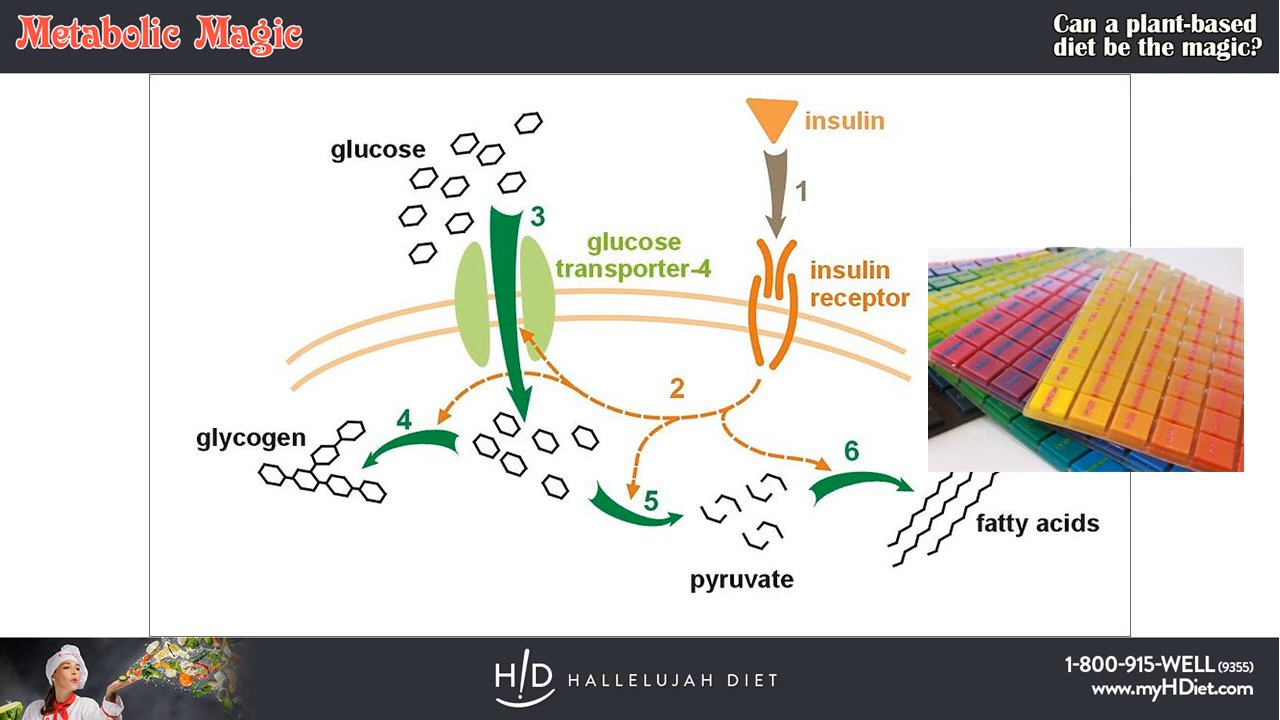 Metabolic Magic
Can a plant-based
diet be the magic?
insulin
glucose
1
3
glucose
transporter-4
insulin
receptor
2
4
glycogen
6
5
fatty acids
pyruvate
H!D HALLELUJAH DIET
1-800-915-WELL (9355)
www.myHDiet.com